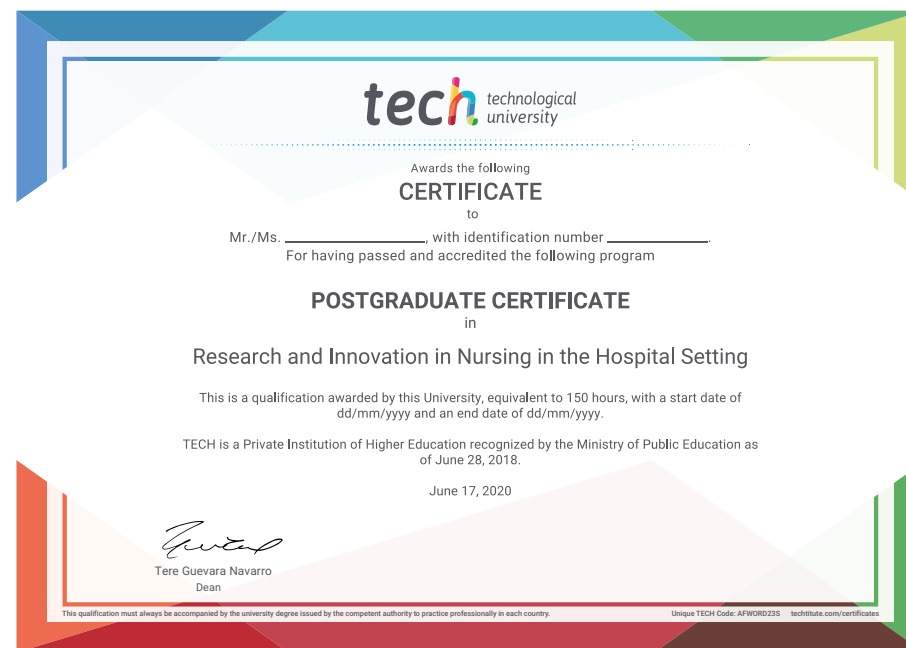 tech technological
university
Awards the following
CERTIFICATE
to
Mr./Ms. ____________________, with identification number ______________.
For having passed and accredited the following program
POSTGRADUATE CERTIFICATE
in
Research and Innovation in Nursing in the Hospital Setting
This is a qualification awarded by this University, equivalent to 150 hours, with a start date of
dd/mm/yyyy and an end date of dd/mm/yyyy.
TECH is a Private Institution of Higher Education recognized by the Ministry of Public Education as
of June 28, 2018.
June 17, 2020
Tere Guevara Navarro
Dean
This qualification must always be accompanied by the university degree issued by the competent authority to practice professionally in each country. Unique TECH Code: AFWORD23S techtitute.com/certificates